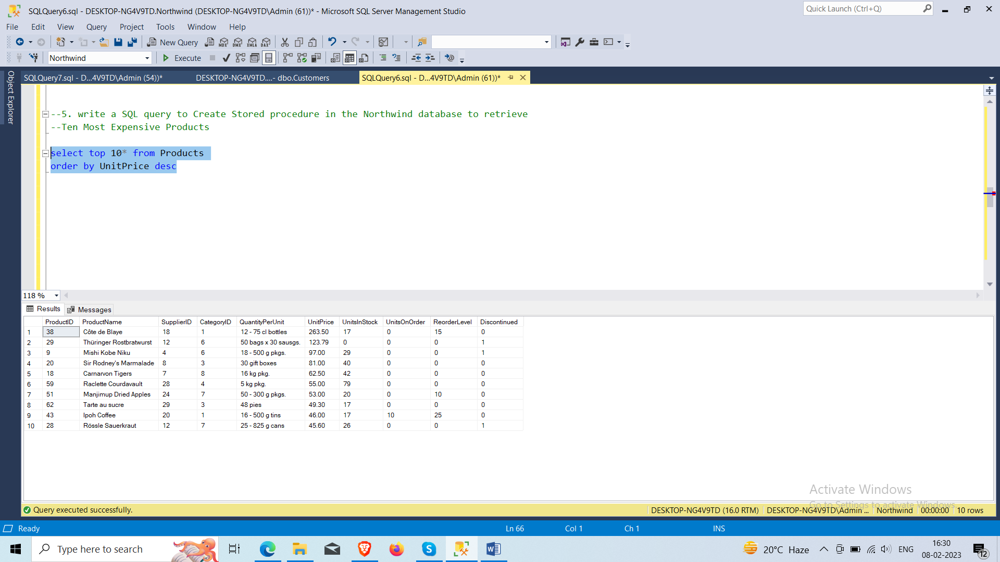 SQLQuery6.sql - DESKTOP-NG4V9TD.Northwind (DESKTOP-NG4V9TD\Admin (61))* - Microsoft SQL Server Management Studio
Quick Launch (Ctrl+Q)
File Edit View Query Project Tools Window Help
New Query MDX DMX XMLA DAX
Northwind Execute
Object Explorer
SQLQuery7.sql - D...4V9TD\Admin (54))* DESKTOP-NG4V9TD....- dbo.Customers SQLQuery6.sql - D...4V9TD\Admin (61))*
--5. write a SQL query to Create Stored procedure in the Northwind database to retrieve
--Ten Most Expensive Products
select top 10* from Products
order by UnitPrice desc
118 %
Results Messages
ProductID ProductName SupplierID CategoryID QuantityPerUnit UnitPrice UnitsInStock UnitsOnOrder ReorderLevel Discontinued
1 38 Côte de Blaye 18 1 12 - 75 cl bottles 263.50 17 0 15 0
2 29 Thüringer Rostbratwurst 12 6 50 bags x 30 sausgs. 123.79 0 0 0 1
3 9 Mishi Kobe Niku 4 6 18 - 500 g pkgs. 97.00 29 0 0 1
4 20 Sir Rodney's Marmalade 8 3 30 gift boxes 81.00 40 0 0 0
5 18 Carnarvon Tigers 7 8 16 kg pkg. 62.50 42 0 0 0
6 59 Raclette Courdavault 28 4 5 kg pkg. 55.00 79 0 0 0
7 51 Manjimup Dried Apples 24 7 50 - 300 g pkgs. 53.00 20 0 10 0
8 62 Tarte au sucre 29 3 48 pies 49.30 17 0 0 0
9 43 Ipoh Coffee 20 1 16 - 500 g tins 46.00 17 10 25 0
10 28 Rössle Sauerkraut 12 7 25 - 825 g cans 45.60 26 0 0 1
Activate Windows
Go to Settings to activate Windows.
Query executed successfully. DESKTOP-NG4V9TD (16.0 RTM) DESKTOP-NG4V9TD\Admin ... Northwind 00:00:00 10 rows
Ready Ln 66 Col 1 Ch 1 INS
Type here to search 20°C Haze ENG 16:30
08-02-2023 12